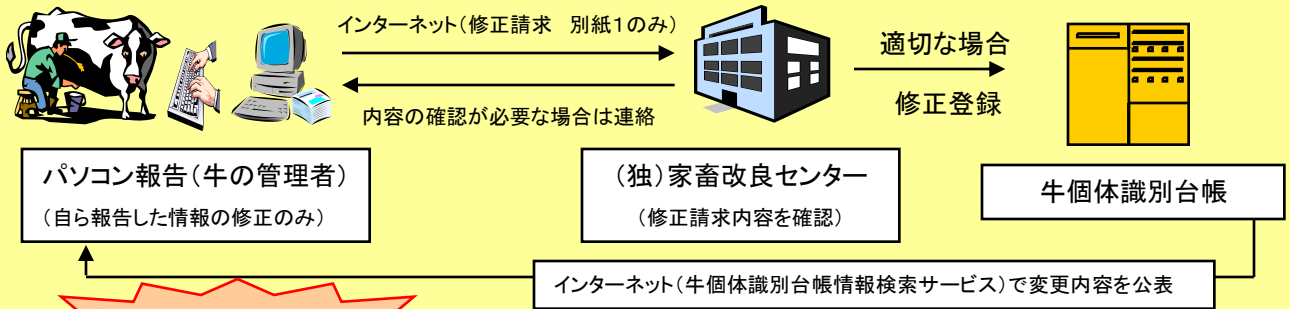 インターネット(修正請求 別紙1のみ)
内容の確認が必要な場合は連絡
適切な場合
修正登録
パソコン報告(牛の管理者)
(自ら報告した情報の修正のみ)
(独)家畜改良センター
(修正請求内容を確認)
牛個体識別台帳
インターネット(牛個体識別台帳情報検索サービス)で変更内容を公表